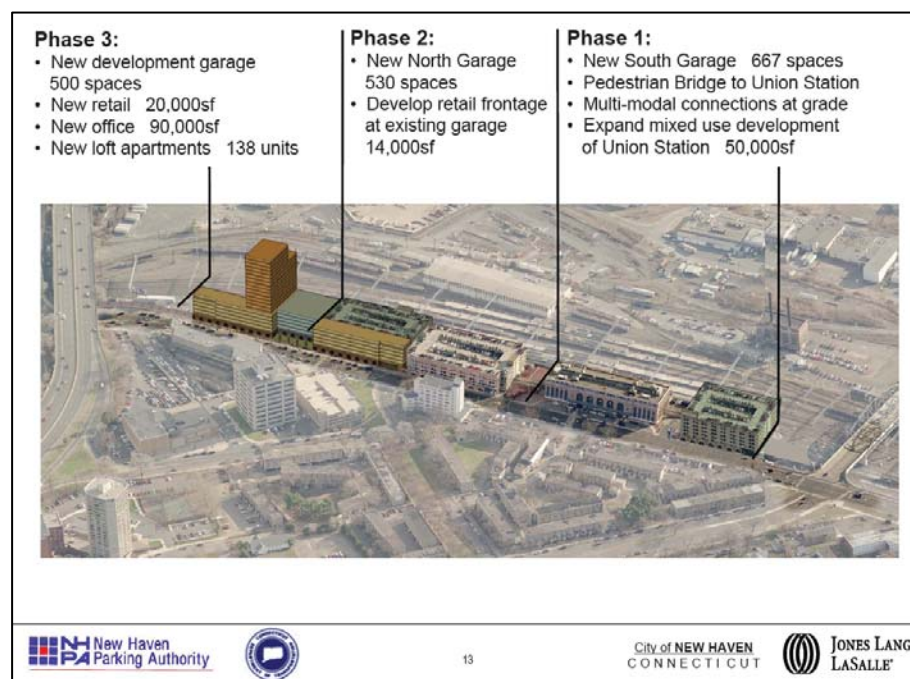 Phase 3:
• New development garage
500 spaces
• New retail 20,000sf
• New office 90,000sf
• New loft apartments 138 units
Phase 2:
• New North Garage
530 spaces
• Develop retail frontage
at existing garage
14,000sf
Phase 1:
• New South Garage 667 spaces
• Pedestrian Bridge to Union Station
• Multi-modal connections at grade
• Expand mixed use development
of Union Station 50,000sf
NHPA New Haven
Parking Authority
13
City of NEW HAVEN
CONNECTICUT
JONES LANG
LASALLE